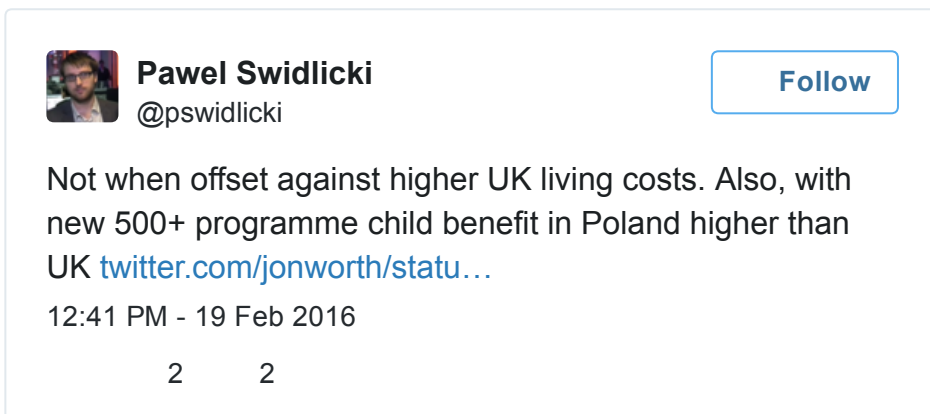 Pawel Swidlicki
@pswidlicki
Follow
Not when offset against higher UK living costs. Also, with
new 500+ programme child benefit in Poland higher than
UK twitter.com/jonworth/statu…
12:41 PM - 19 Feb 2016
2 2